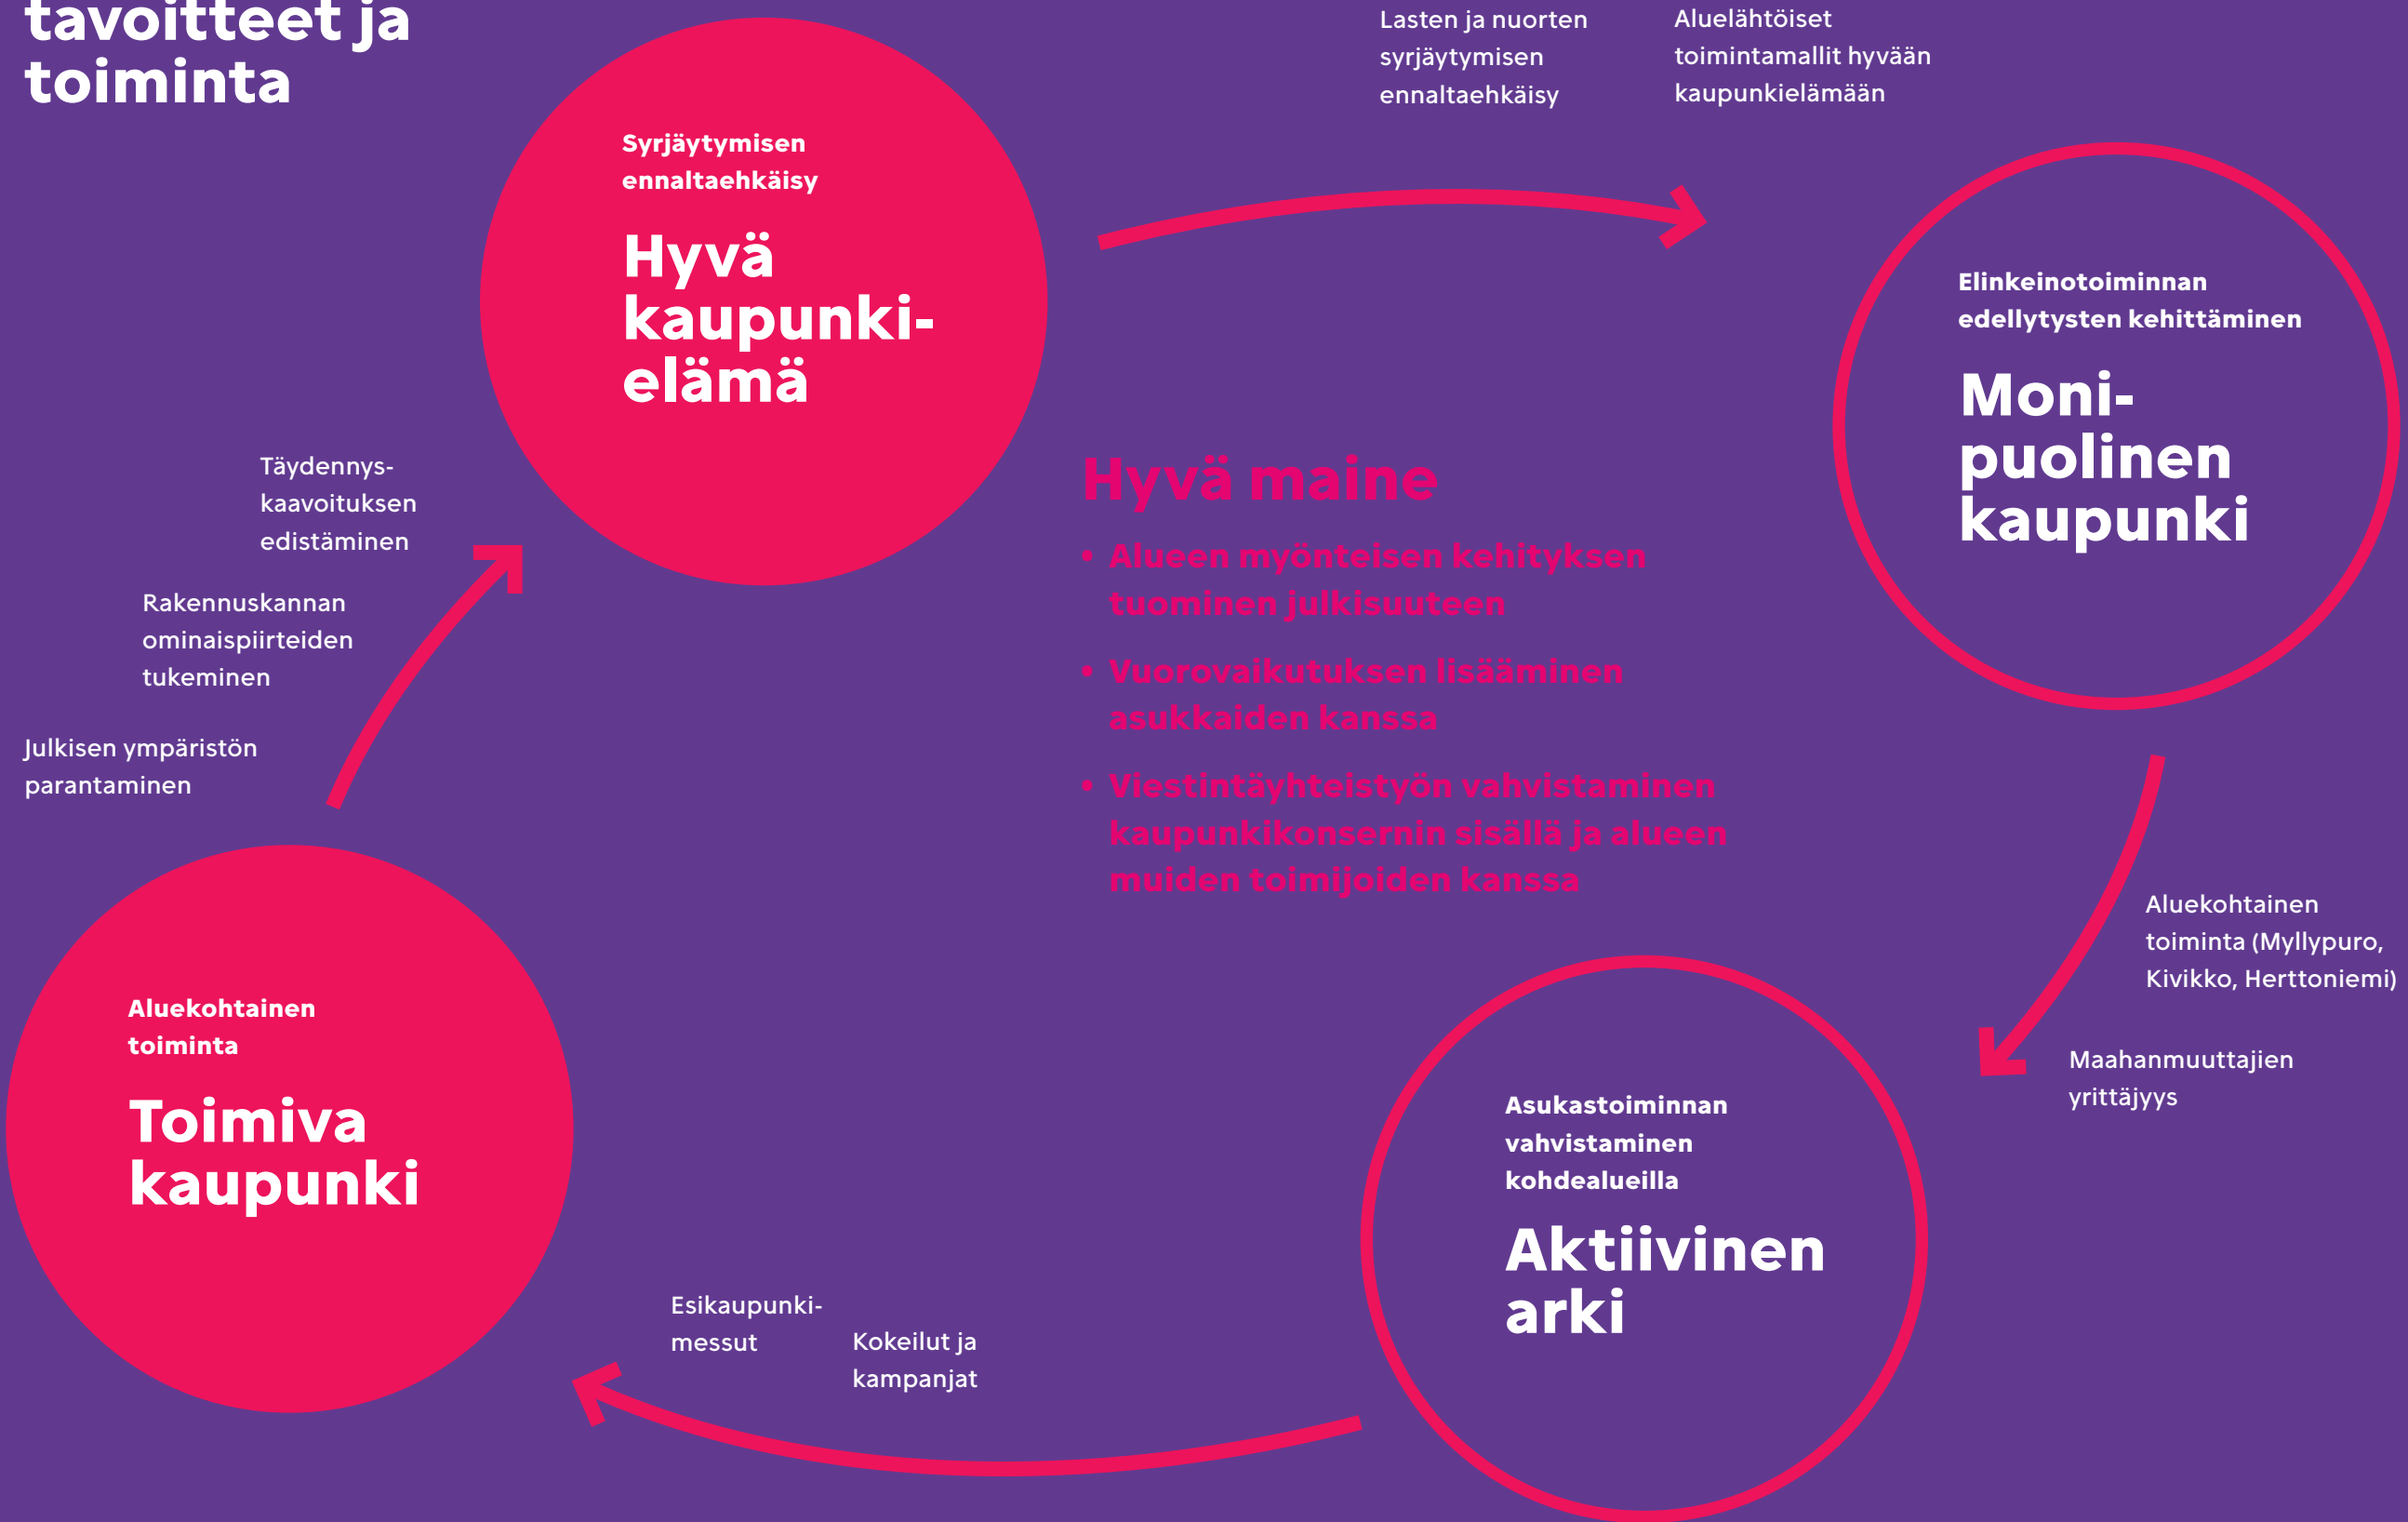 tavoitteet ja
toiminta
Lasten ja nuorten
syrjäytymisen
ennaltaehkäisy
Aluelähtöiset
toimintamallit hyvään
kaupunkielämään
Syrjäytymisen
ennaltaehkäisy
Hyvä
kaupunki-
elämä
Elinkeinotoiminnan
edellytysten kehittäminen
Moni-
puolinen
kaupunki
Täydennys-
kaavoituksen
edistäminen
Rakennuskannan
ominaispiirteiden
tukeminen
Julkisen ympäristön
parantaminen
Hyvä maine
• Alueen myönteisen kehityksen
tuominen julkisuuteen
• Vuorovaikutuksen lisääminen
asukkaiden kanssa
• Viestintäyhteistyön vahvistaminen
kaupunkikonsernin sisällä ja alueen
muiden toimijoiden kanssa
Aluekohtainen
toiminta (Myllypuro,
Kivikko, Herttoniemi)
Maahanmuuttajien
yrittäjyys
Aluekohtainen
toiminta
Toimiva
kaupunki
Asukastoiminnan
vahvistaminen
kohdealueilla
Aktiivinen
arki
Esikaupunki-
messut
Kokeilut ja
kampanjat